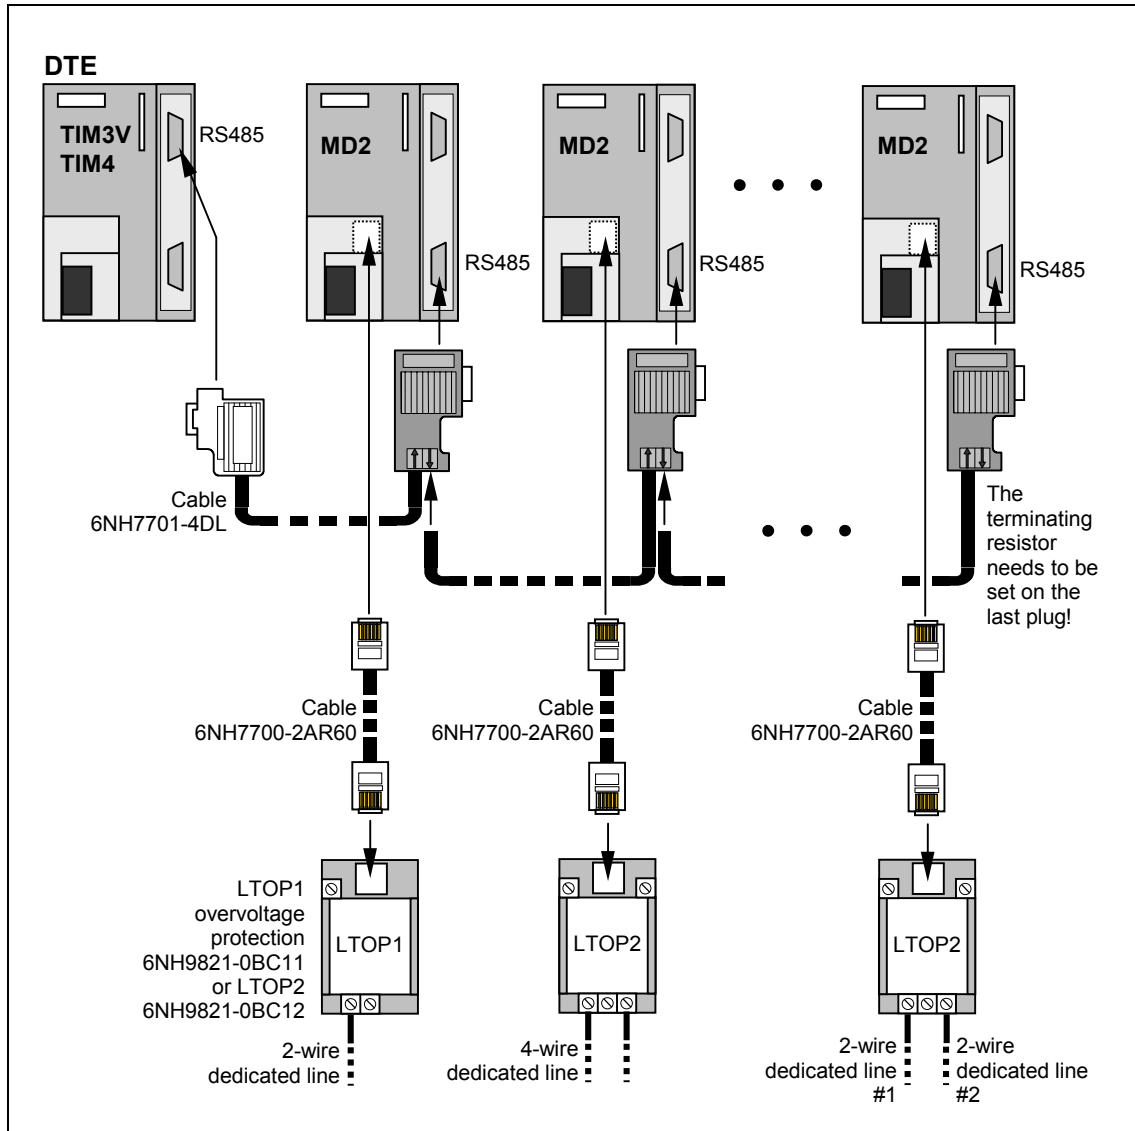 DTE
TIM3V
TIM4
RS485
MD2
RS485
MD2
RS485
MD2
RS485
Cable
6NH7701-4DL
The
terminating
resistor
needs to be
set on the
last plug!
Cable
6NH7700-2AR60
Cable
6NH7700-2AR60
Cable
6NH7700-2AR60
LTOP1
overvoltage
protection
6NH9821-0BC11
or LTOP2
6NH9821-0BC12
LTOP1
LTOP2
LTOP2
2-wire
dedicated line
4-wire
dedicated line
2-wire
dedicated line
#1
2-wire
dedicated line
#2